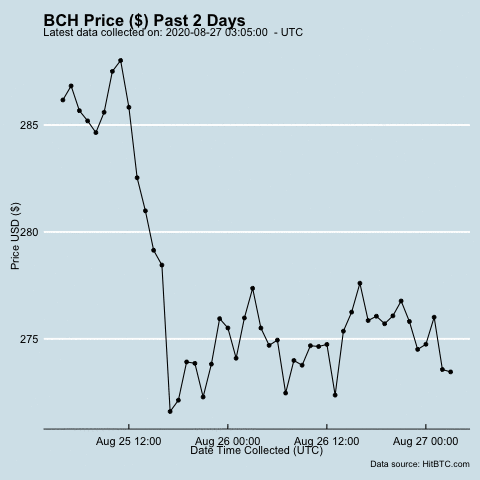 BCH Price ($) Past 2 Days
Latest data collected on: 2020-08-27 03:05:00  - UTC
285
280
275
Price USD ($)
Aug 25 12:00 Aug 26 00:00 Aug 26 12:00 Aug 27 00:00
Date Time Collected (UTC)
Data source: HitBTC.com